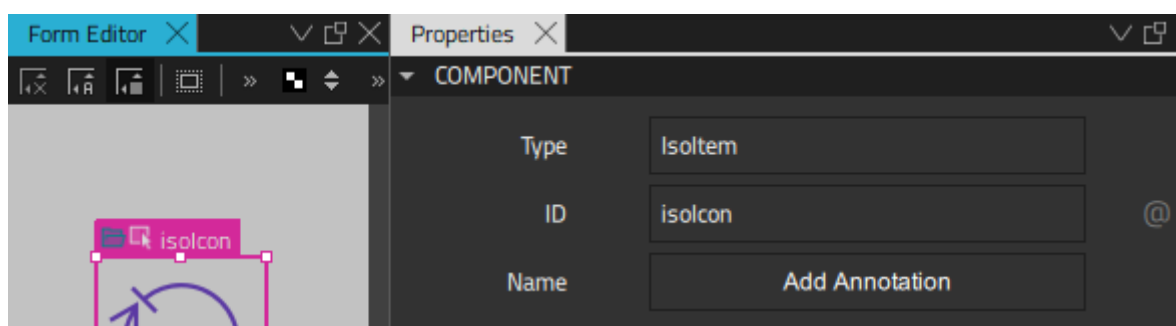 Form Editor
Properties
COMPONENT
Type
IsoItem
ID
isoIcon
@
isoIcon
Name
Add Annotation